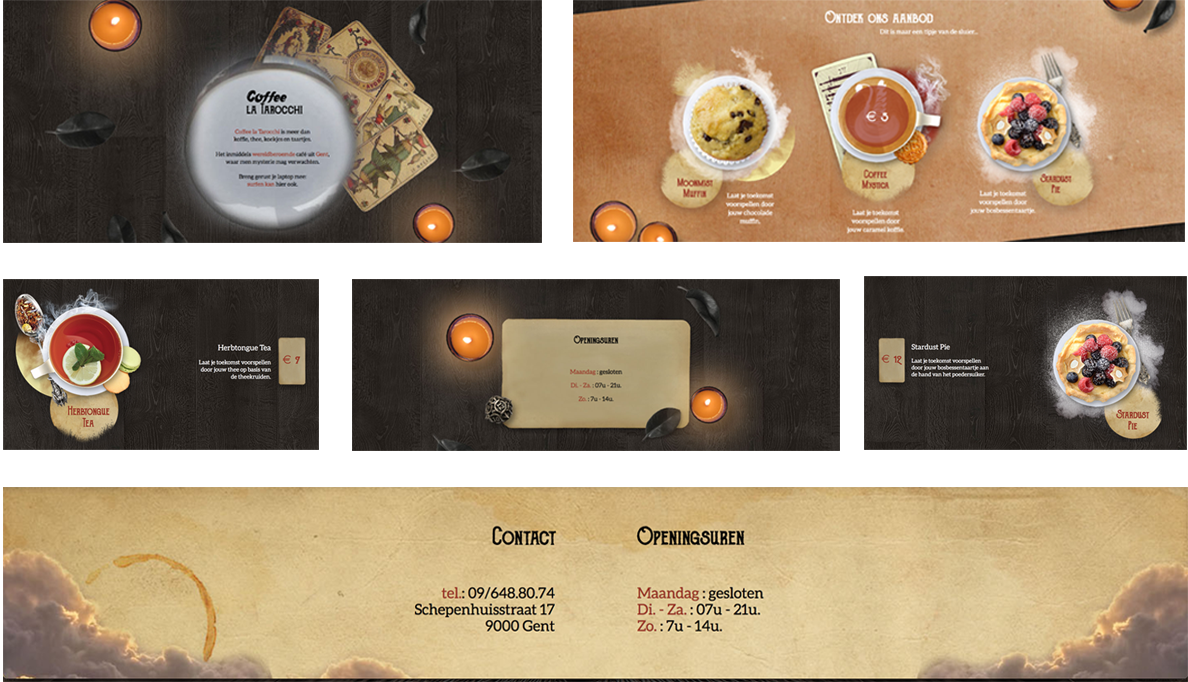 Coffee
LA TAROCCHI
Coffee la Tarocchi is meer dan
koffie, thee, koekjes en taartjes.
Het inmiddels wereldberoemde café uit Gent,
waar men mysterie mag verwachten.
Breng gerust je laptop mee:
surfen kan hier ook.
ONTDEK ONS AANBOD
Dit is maar een tipje van de sluier...
€ 5
MOONMIST
MUFFIN
Laat je toekomst
voorspellen door
jouw chocolade
muffin.
COFFEE
MYSTICA
Laat je toekomst
voorspellen door
jouw caramel koffie.
STARDUST
PIE
Laat je toekomst
voorspellen door
jouw bosbessentaartje.
HERBTONGUE
TEA
Herbtongue Tea
Laat je toekomst voorspellen
door jouw thee op basis van
de theekruiden.
€ 7
OPENINGSUREN
Maandag : gesloten
Di. - Za. : 07u - 21u.
Zo. : 7u - 14u.
€ 12
Stardust Pie
Laat je toekomst voorspellen
door jouw bosbessentaartje aan
de hand van het poedersuiker.
STARDUST
PIE
CONTACT
tel.: 09/648.80.74
Schepenhuisstraat 17
9000 Gent
OPENINGSUREN
Maandag : gesloten
Di. - Za. : 07u - 21u.
Zo. : 7u - 14u.